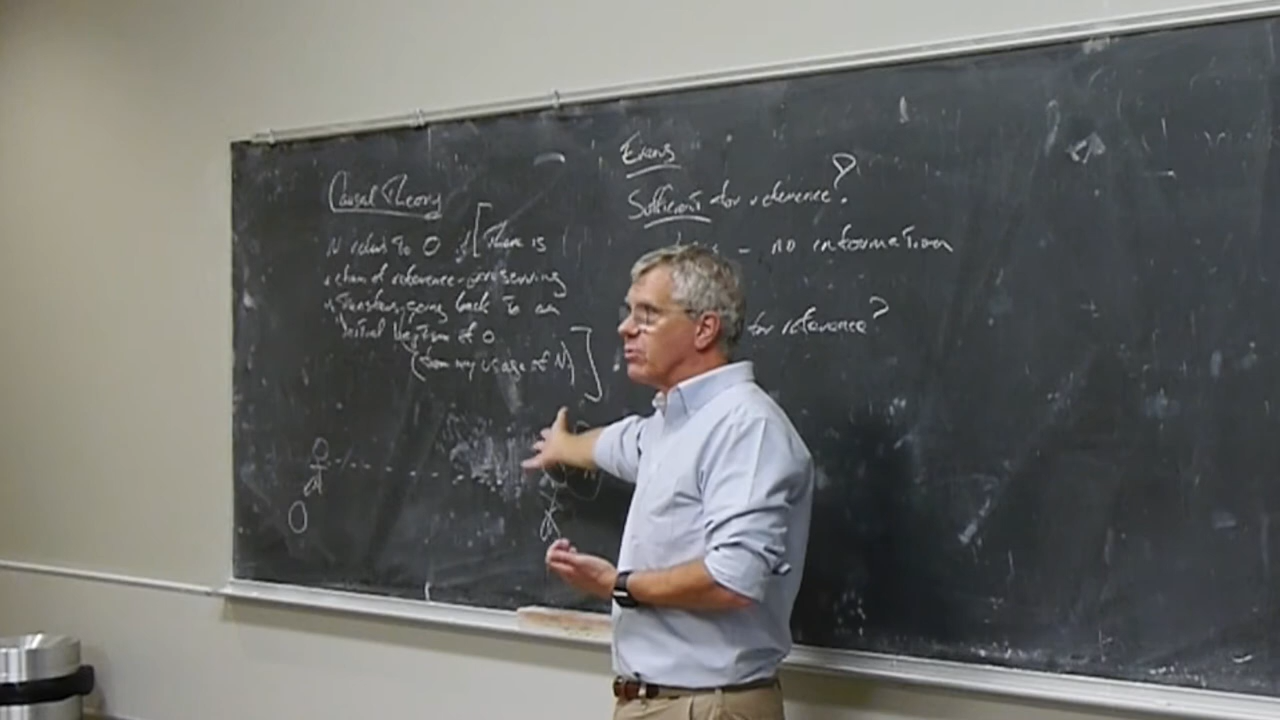 Causal Theory
N refers to O if [There is
a chain of reference-preserving
transfers going back to an
initial baptism of O
(from my usage of N)]
Evans
Sufficient for reference?
- no information
for reference?
O